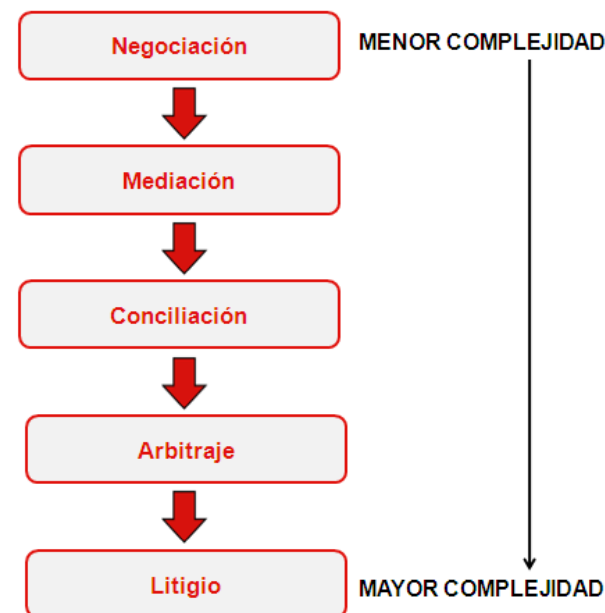 Negociación
MENOR COMPLEJIDAD
Mediación
Conciliación
Arbitraje
Litigio
MAYOR COMPLEJIDAD